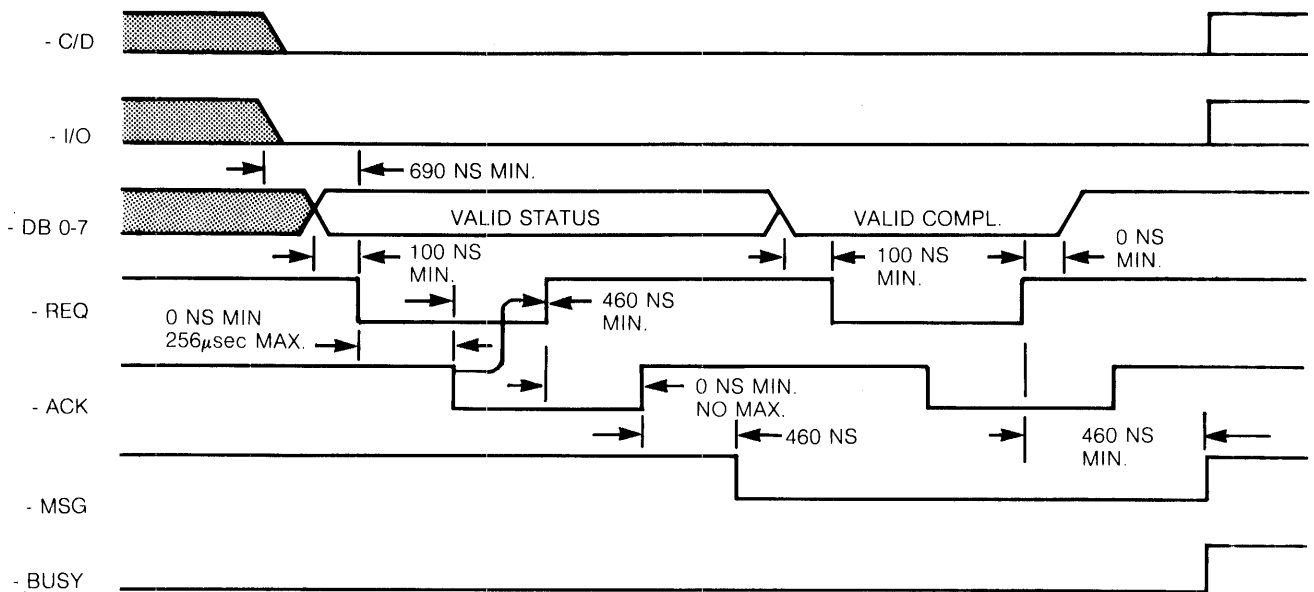 - C/D
- I/O
690 NS MIN.
- DB 0-7
VALID STATUS
VALID COMPL.
100 NS
MIN.
100 NS
MIN.
0 NS
MIN.
- REQ
0 NS MIN
256μsec MAX.
460 NS
MIN.
- ACK
0 NS MIN.
NO MAX.
460 NS
460 NS
MIN.
- MSG
- BUSY